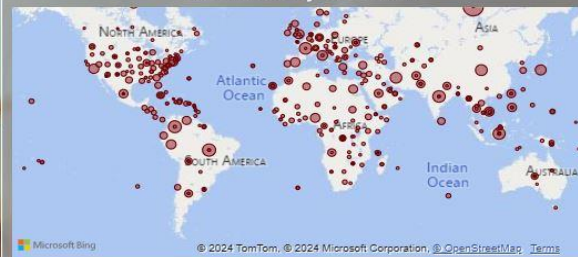 NORTH AMERICA
ASIA
EUROPE
Atlantic
Ocean
AFRICA
SOUTH AMERICA
Indian
Ocean
AUSTRALIA
Microsoft Bing
© 2024 TomTom, © 2024 Microsoft Corporation, © OpenStreetMap Terms